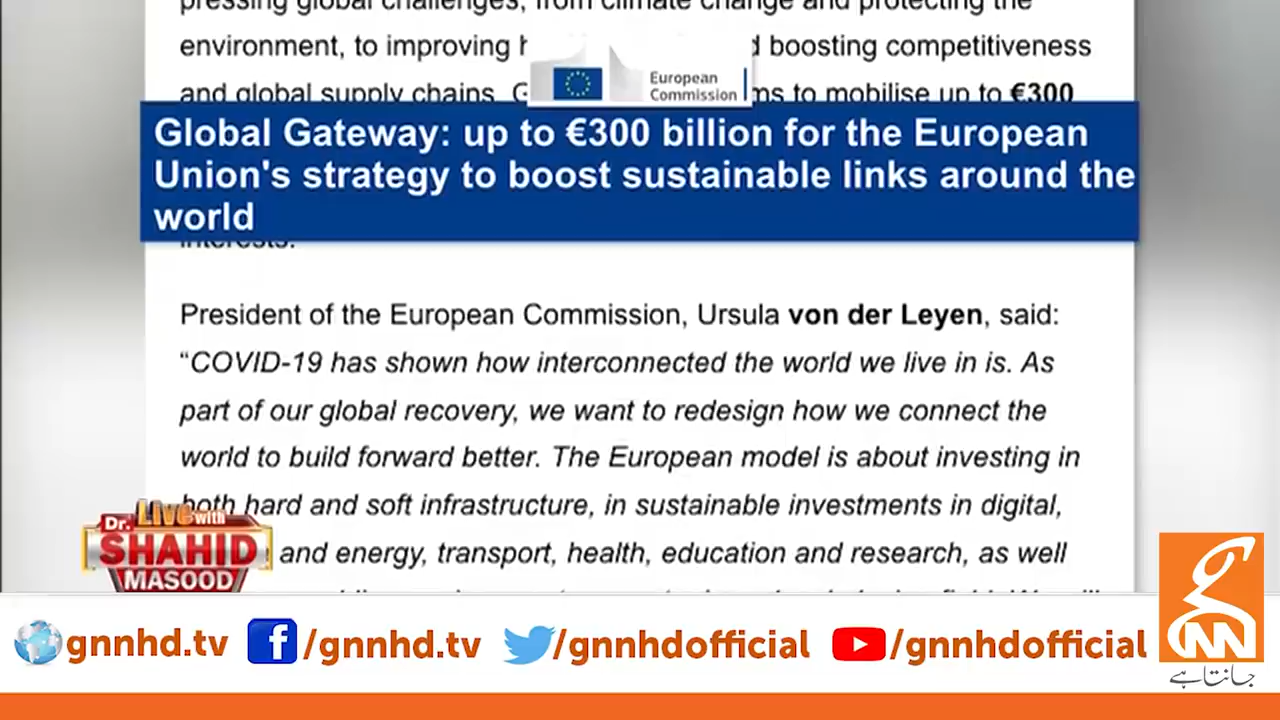 pressing global challenges, from climate change and protecting the
environment, to improving h d boosting competitiveness
European
Commission
and global supply chains. G ms to mobilise up to €300
Global Gateway: up to €300 billion for the European
Union's strategy to boost sustainable links around the
world
interests.
President of the European Commission, Ursula von der Leyen, said:
“COVID-19 has shown how interconnected the world we live in is. As
part of our global recovery, we want to redesign how we connect the
world to build forward better. The European model is about investing in
both hard and soft infrastructure, in sustainable investments in digital,
and energy, transport, health, education and research, as well
Dr. Live with
SHAHID
MASOOD
gnnhd.tv /gnnhd.tv /gnnhdofficial /gnnhdofficial
GNN
جانتا ہے